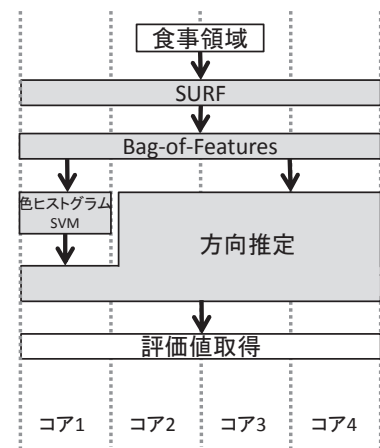 食事領域
SURF
Bag-of-Features
色ヒストグラム
SVM
方向推定
評価値取得
コア1 コア2 コア3 コア4